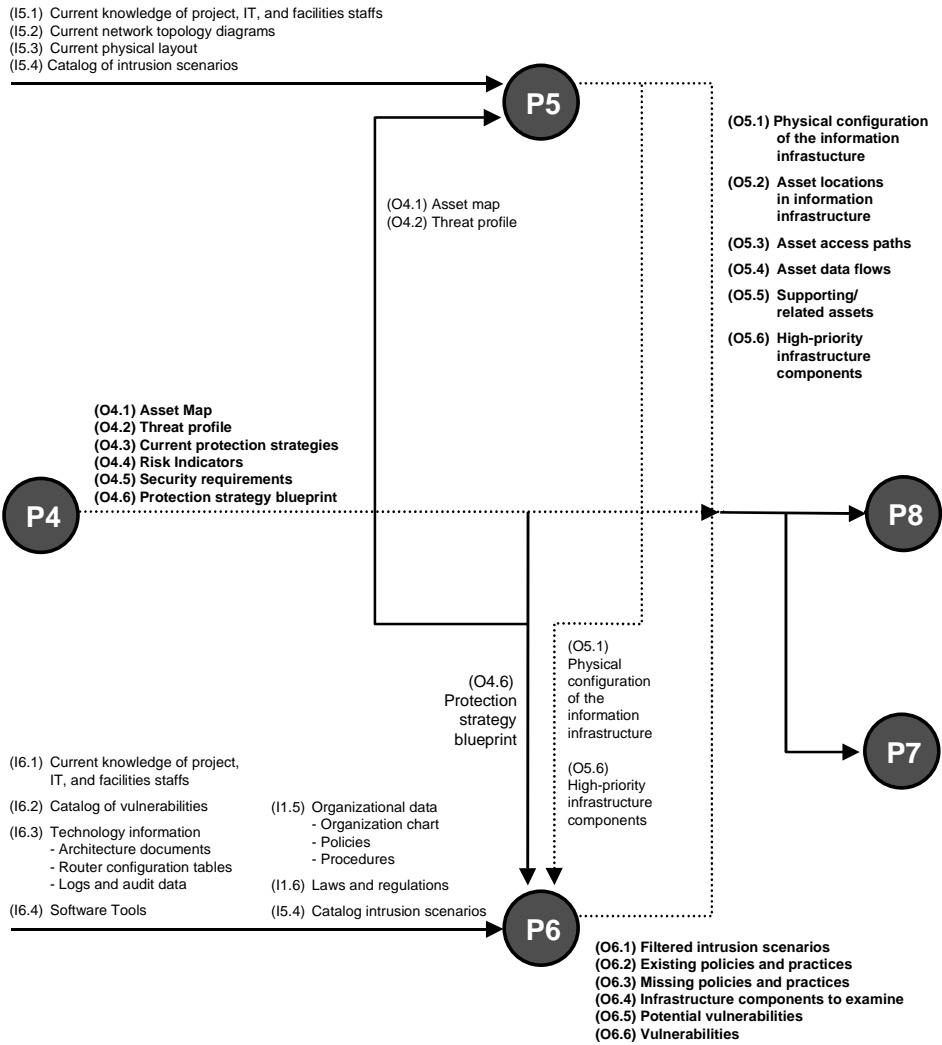 (I5.1) Current knowledge of project, IT, and facilities staffs
(I5.2) Current network topology diagrams
(I5.3) Current physical layout
(I5.4) Catalog of intrusion scenarios
P5
(O5.1) Physical configuration
of the information
infrastucture
(O5.2) Asset locations
in information
infrastructure
(O5.3) Asset access paths
(O5.4) Asset data flows
(O5.5) Supporting/
related assets
(O5.6) High-priority
infrastructure
components
(O4.1) Asset map
(O4.2) Threat profile
(O4.1) Asset Map
(O4.2) Threat profile
(O4.3) Current protection strategies
(O4.4) Risk Indicators
(O4.5) Security requirements
(O4.6) Protection strategy blueprint
P4
P8
(O4.6)
Protection
strategy
blueprint
(O5.1)
Physical
configuration
of the
information
infrastructure
(O5.6)
High-priority
infrastructure
components
P7
(I6.1) Current knowledge of project,
IT, and facilities staffs
(I6.2) Catalog of vulnerabilities
(I6.3) Technology information
- Architecture documents
- Router configuration tables
- Logs and audit data
(I6.4) Software Tools
(I1.5) Organizational data
- Organization chart
- Policies
- Procedures
(I1.6) Laws and regulations
(I5.4) Catalog intrusion scenarios
P6
(O6.1) Filtered intrusion scenarios
(O6.2) Existing policies and practices
(O6.3) Missing policies and practices
(O6.4) Infrastructure components to examine
(O6.5) Potential vulnerabilities
(O6.6) Vulnerabilities